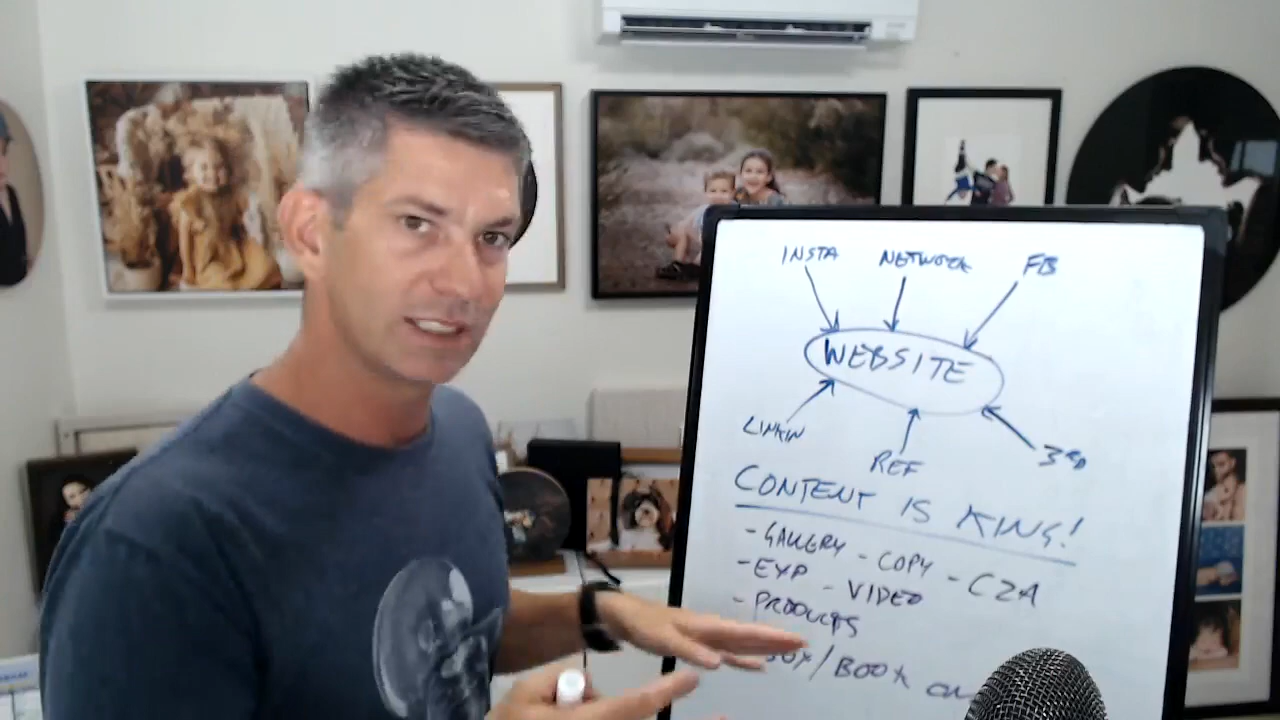 INSTA NETWORK FB
WEBSITE
LINKIN REF 3RD
CONTENT IS KING!
- GALLERY - COPY - C2A
- EXP - VIDEO
- PRODUCTS
/BOOK